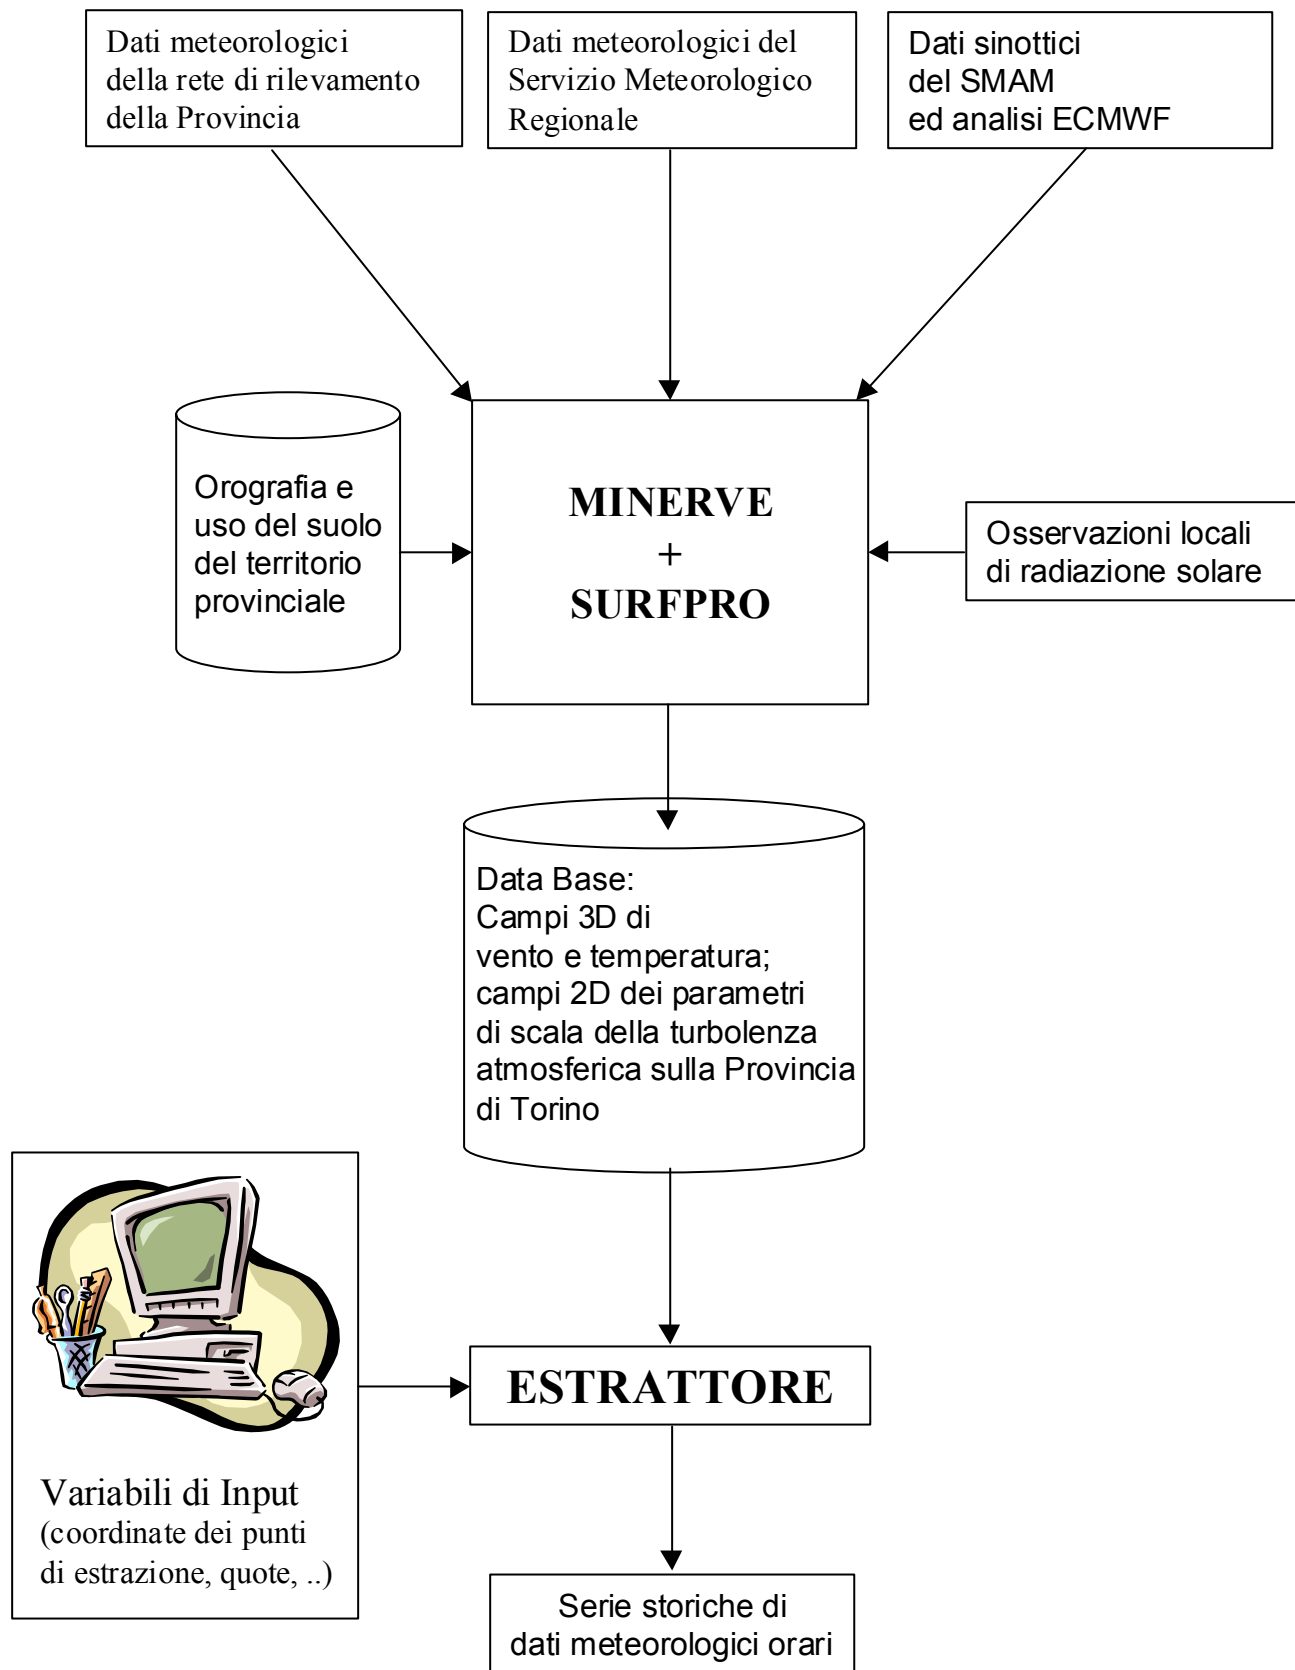 Dati meteorologici
della rete di rilevamento
della Provincia
Dati meteorologici del
Servizio Meteorologico
Regionale
Dati sinottici
del SMAM
ed analisi ECMWF
Orografia e
uso del suolo
del territorio
provinciale
MINERVE
+
SURFPRO
Osservazioni locali
di radiazione solare
Data Base:
Campi 3D di
vento e temperatura;
campi 2D dei parametri
di scala della turbolenza
atmosferica sulla Provincia
di Torino
ESTRATTORE
Variabili di Input
(coordinate dei punti
di estrazione, quote, ..)
Serie storiche di
dati meteorologici orari